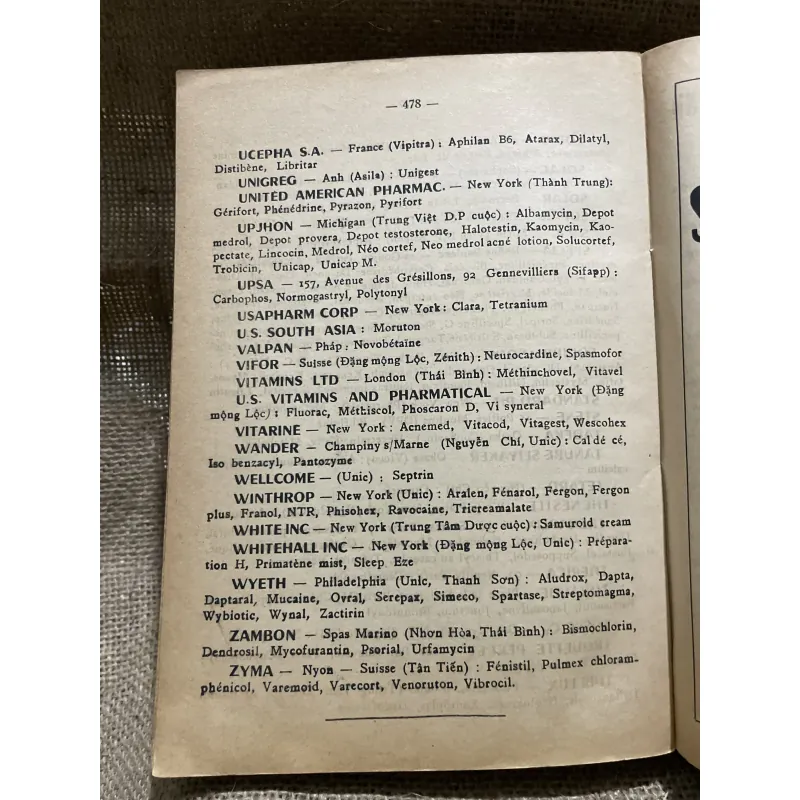 — 478 —
UCEPHA S.A. — France (Vipitra) : Aphilan B6, Atarax, Dilatyl,
Distibène, Libritar
UNIGREG — Anh (Asila) : Unigest
UNITED AMERICAN PHARMAC. — New York (Thành Trung):
Gérifort, Phénédrine, Pyrazon, Pyrifort
UPJHON — Michigan (Trung Việt D.P cuộc) : Albamycin, Depot
medrol, Depot provera, Depot testosterone, Halotestin, Kaomycin, Kao-
pectate, Lincocin, Medrol, Néo cortef, Neo medrol acné lotion, Solucortef,
Trobicin, Unicap, Unicap M.
UPSA — 157, Avenue des Grésillons, 92 Gennevilliers (Sifapp) :
Carbophos, Normogastryl, Polytonyl
USAPHARM CORP — New York : Clara, Tetranium
U.S. SOUTH ASIA : Moruton
VALPAN — Pháp : Novobétaïne
VIFOR — Suisse (Đặng mộng Lộc, Zénith) : Neurocardine, Spasmofor
VITAMINS LTD — London (Thái Bình) : Méthinchovel, Vitavel
U.S. VITAMINS AND PHARMATICAL — New York (Đặng
mộng Lộc) : Fluorac, Méthiscol, Phoscaron D, Vi syneral
VITARINE — New York : Acnemed, Vitacod, Vitagest, Wescohex
WANDER — Champiny s/Marne (Nguyễn Chí, Unic) : Cal dé cé,
Iso benzacyl, Pantozyme
WELLCOME — (Unic) : Septrin
WINTHROP — New York (Unic) : Aralen, Fénarol, Fergon, Fergon
plus, Franol, NTR, Phisohex, Ravocaine, Tricreamalate
WHITE INC — New York (Trung Tâm Dược cuộc) : Samuroid cream
WHITEHALL INC — New York (Đặng mộng Lộc, Unic) : Prépara-
tion H, Primatène mist, Sleep Eze
WYETH — Philadelphia (Unic, Thanh Sơn) : Aludrox, Dapta,
Daptaral, Mucaine, Ovral, Serepax, Simeco, Spartase, Streptomagma,
Wybiotic, Wynal, Zactirin
ZAMBON — Spas Marino (Nhơn Hòa, Thái Bình) : Bismochlorin,
Dendrosil, Mycofurantin, Psorial, Urfamycin
ZYMA — Nyon — Suisse (Tân Tiến) : Fénistil, Pulmex chloram-
phénicol, Varemoid, Varecort, Venoruton, Vibrocil.